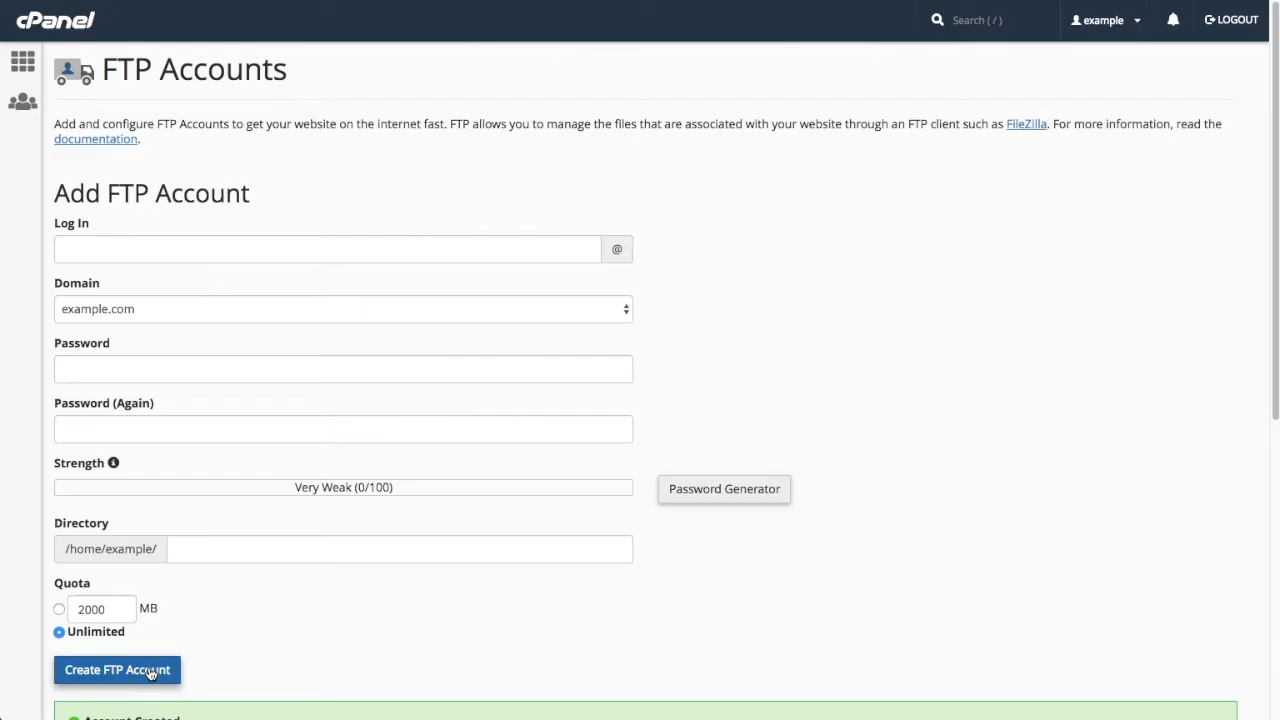 cPanel
Search ( / )
example
LOGOUT
FTP Accounts
Add and configure FTP Accounts to get your website on the internet fast. FTP allows you to manage the files that are associated with your website through an FTP client such as FileZilla. For more information, read the
documentation.
Add FTP Account
Log In
@
Domain
example.com
Password
Password (Again)
Strength
Very Weak (0/100)
Password Generator
Directory
/home/example/
Quota
2000 MB
Unlimited
Create FTP Account
Account Created